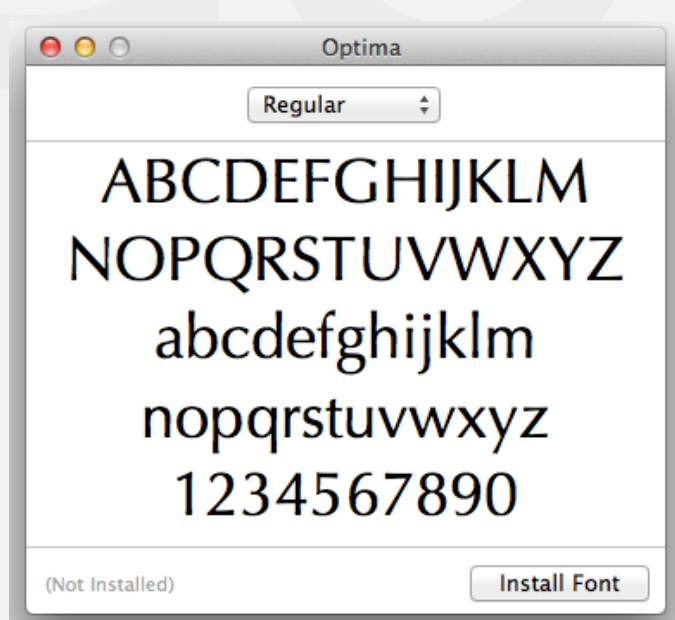 Optima
Regular
ABCDEFGHIJKLM
NOPQRSTUVWXYZ
abcdefghijklm
nopqrstuvwxyz
1234567890
(Not Installed)
Install Font